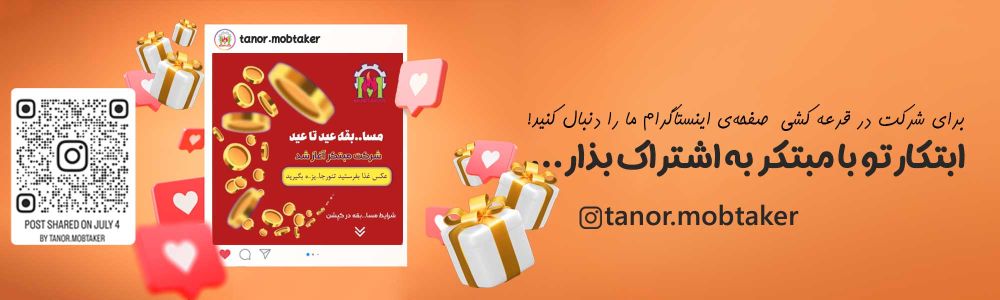 tanor.mobtaker
مسا..بقه عید تا عید
شرکت مبتکر آغاز شد
عکس غذا بفرستید تنورجا.یز.ه بگیرید
شرایط مسا..بقه در کپشن
POST SHARED ON JULY 4
BY TANOR.MOBTAKER
برای شرکت در قرعه کشی صفحه‌ی اینستاگرام ما را دنبال کنید!
ابتکار تو با مبتکر به اشتراک بذار ...
tanor.mobtaker